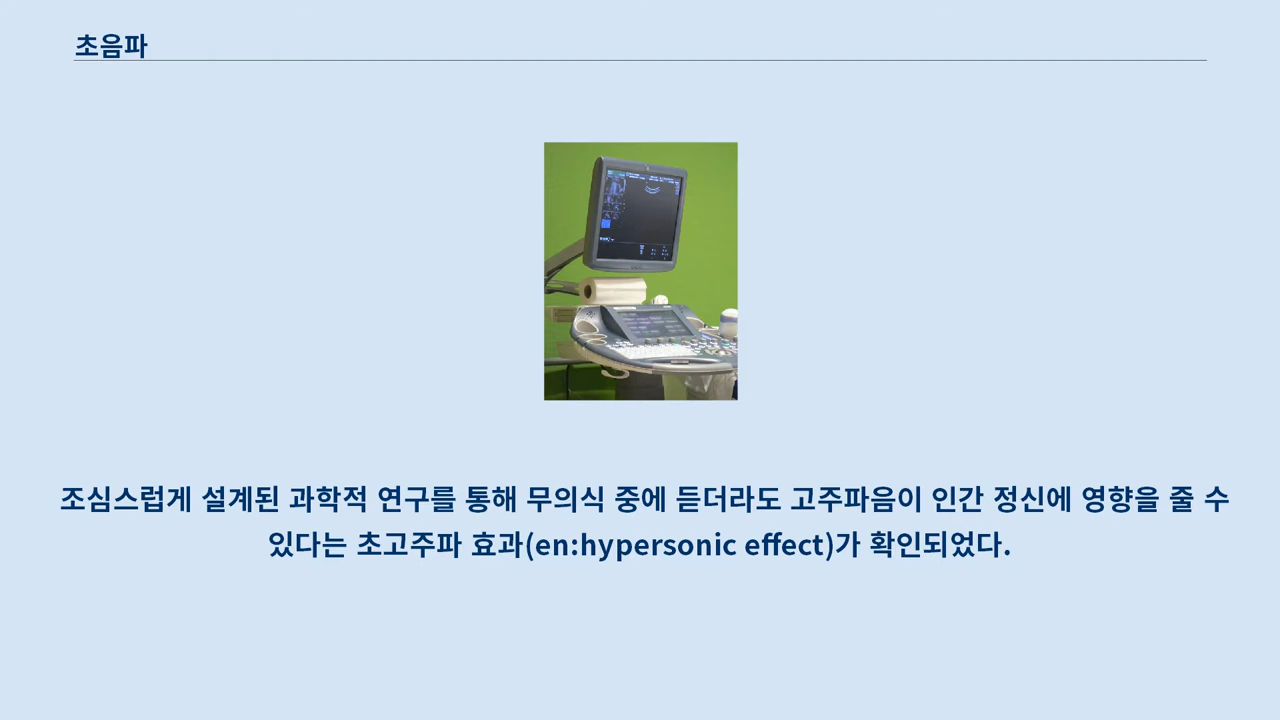 초음파
조심스럽게 설계된 과학적 연구를 통해 무의식 중에 듣더라도 고주파음이 인간 정신에 영향을 줄 수
있다는 초고주파 효과(en:hypersonic effect)가 확인되었다.